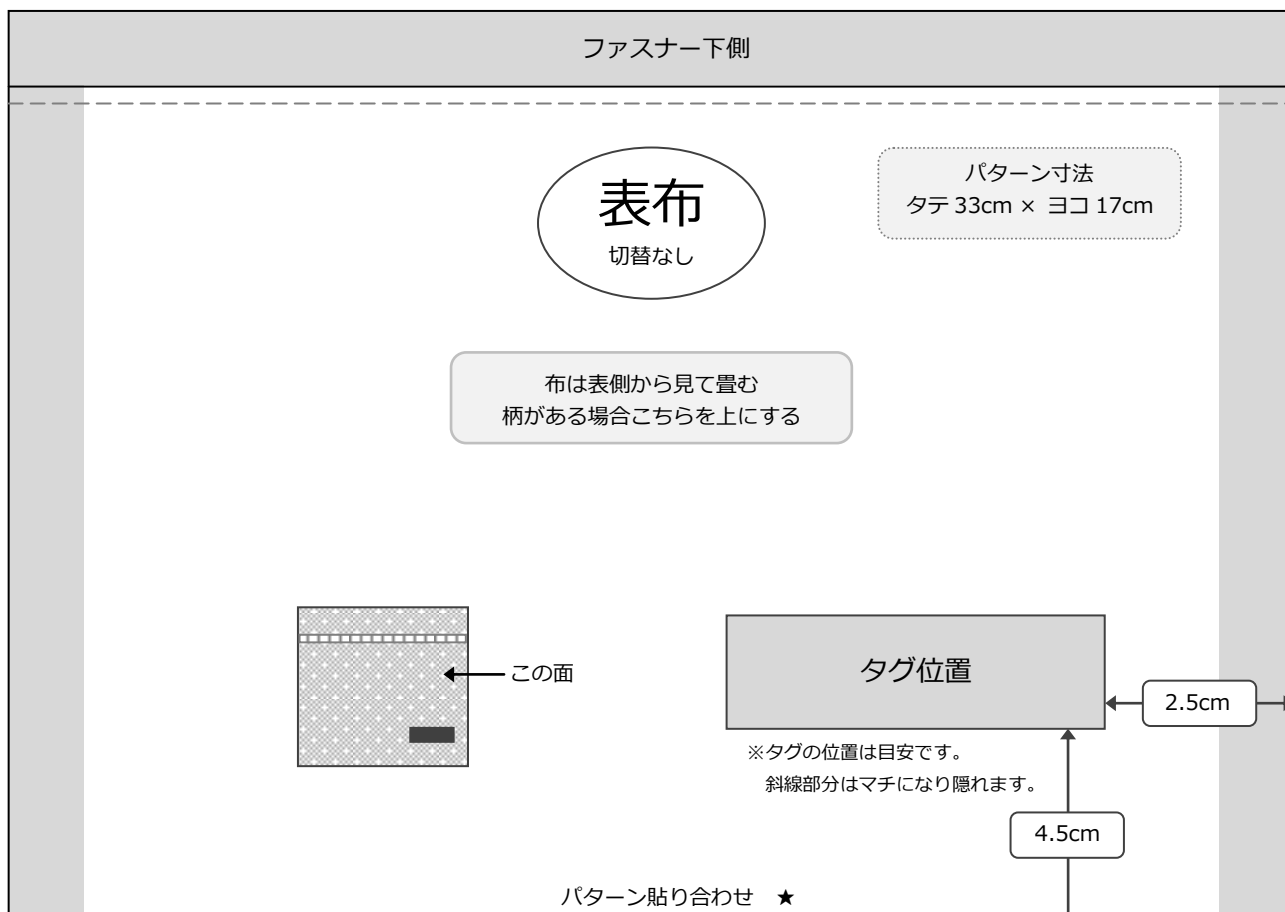 ファスナー下側
表布
切替なし
パターン寸法
タテ 33cm × ヨコ 17cm
布は表側から見て畳む
柄がある場合こちらを上にする
この面
タグ位置
2.5cm
※タグの位置は目安です。
斜線部分はマチになり隠れます。
4.5cm
パターン貼り合わせ ★